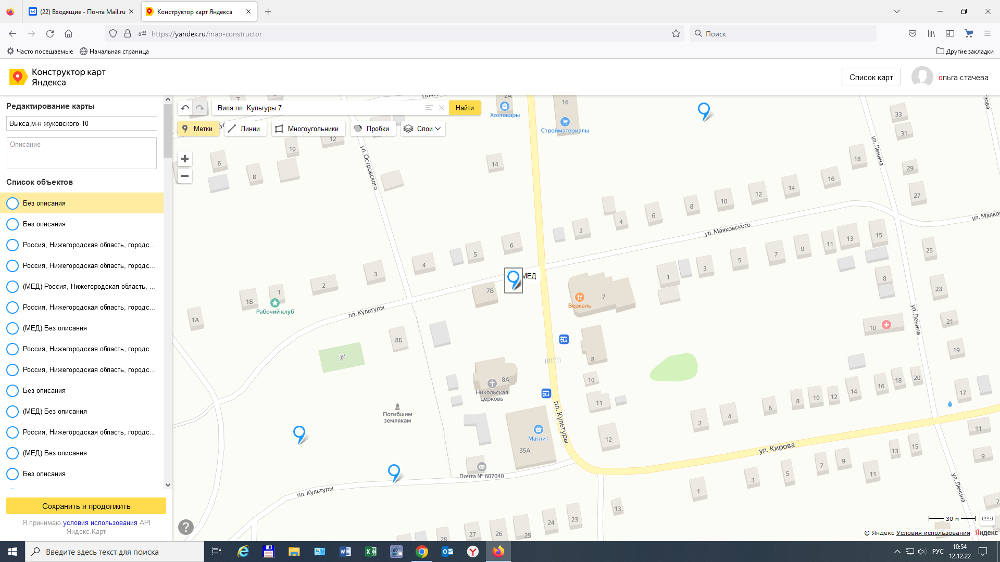 (22) Входящие - Почта Mail.ru
Конструктор карт Яндекса
https://yandex.ru/map-constructor
Поиск
Часто посещаемые
Начальная страница
Другие закладки
Конструктор карт
Яндекса
Список карт
ольга стачева
Редактирование карты
Выкса,м-н жуковского 10
Описание
Список объектов
Без описания
Без описания
Россия, Нижегородская область, городс...
Россия, Нижегородская область, городс...
(МЕД) Россия, Нижегородская область, ...
Россия, Нижегородская область, городс...
(МЕД) Без описания
Россия, Нижегородская область, городс...
Россия, Нижегородская область, городс...
Без описания
(МЕД) Без описания
Россия, Нижегородская область, городс...
(МЕД) Без описания
Без описания
Сохранить и продолжить
Я принимаю условия использования API
Яндекс.Карт
Виля пл. Культуры 7
Найти
Метки
Линии
Многоугольники
Пробки
Слои
7
2А
Хозтовары
16
Стройматериалы
33
31
29
27
18
16
14
12
10
8
6
4
2
12
10
6
8
14
ул. Островского
ул. Ленина
ул. Маяковского
15
13
11
9
7
5
3
1
25
23
21
19
17
8
10
6
5
4
3
2
1
1Б
1А
Рабочий клуб
пл. Культуры
МЕД
7Б
Версаль
7
8
10
11
12
8Б
8А
Никольская
церковь
Погибшим
землякам
Магнит
35А
Почта № 607040
пл. Культуры
пл. Культуры
ул. Ленина
20
18
16
14
12
10
8
6
4
2
ул. Кирова
15
13
11
9
7
5
3
1
11
9
7
ул. Ленина
13
23
24
25
26
27
28
30 м
© Яндекс Условия использования
Яндекс
Введите здесь текст для поиска
РУС
10:54
12.12.22